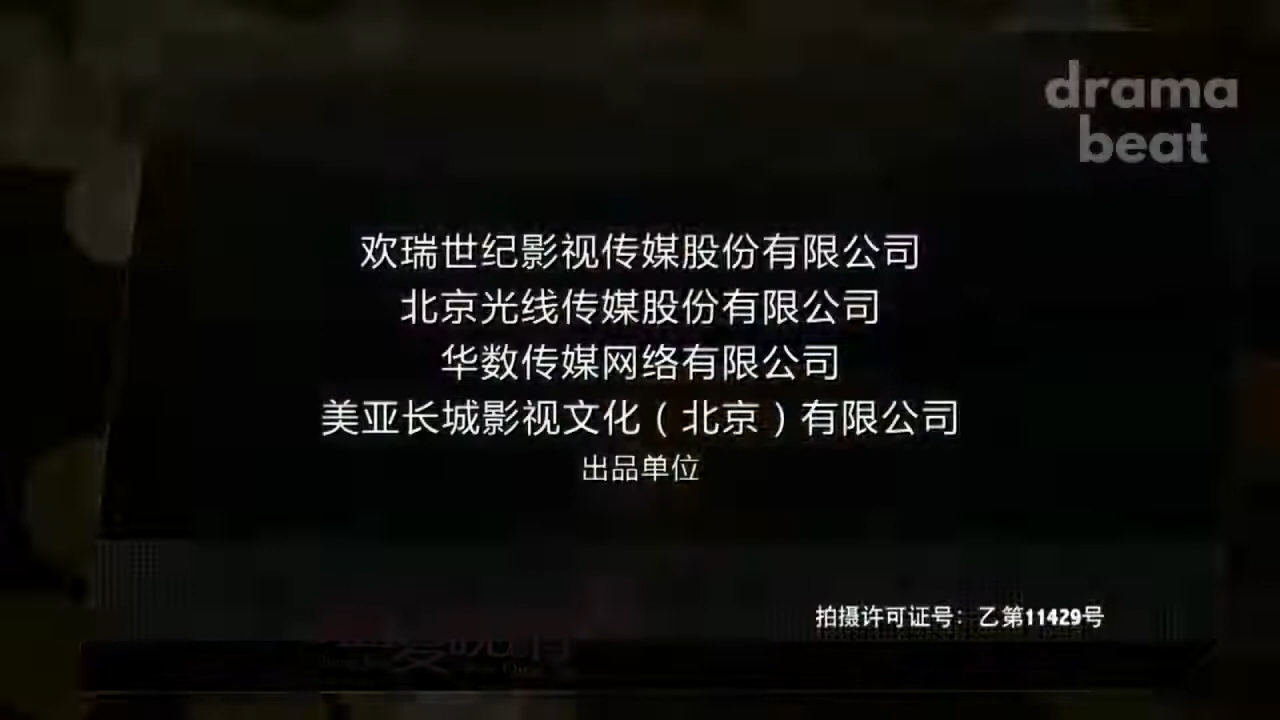 drama
beat
欢瑞世纪影视传媒股份有限公司
北京光线传媒股份有限公司
华数传媒网络有限公司
美亚长城影视文化（北京）有限公司
出品单位
拍摄许可证号：乙第11429号